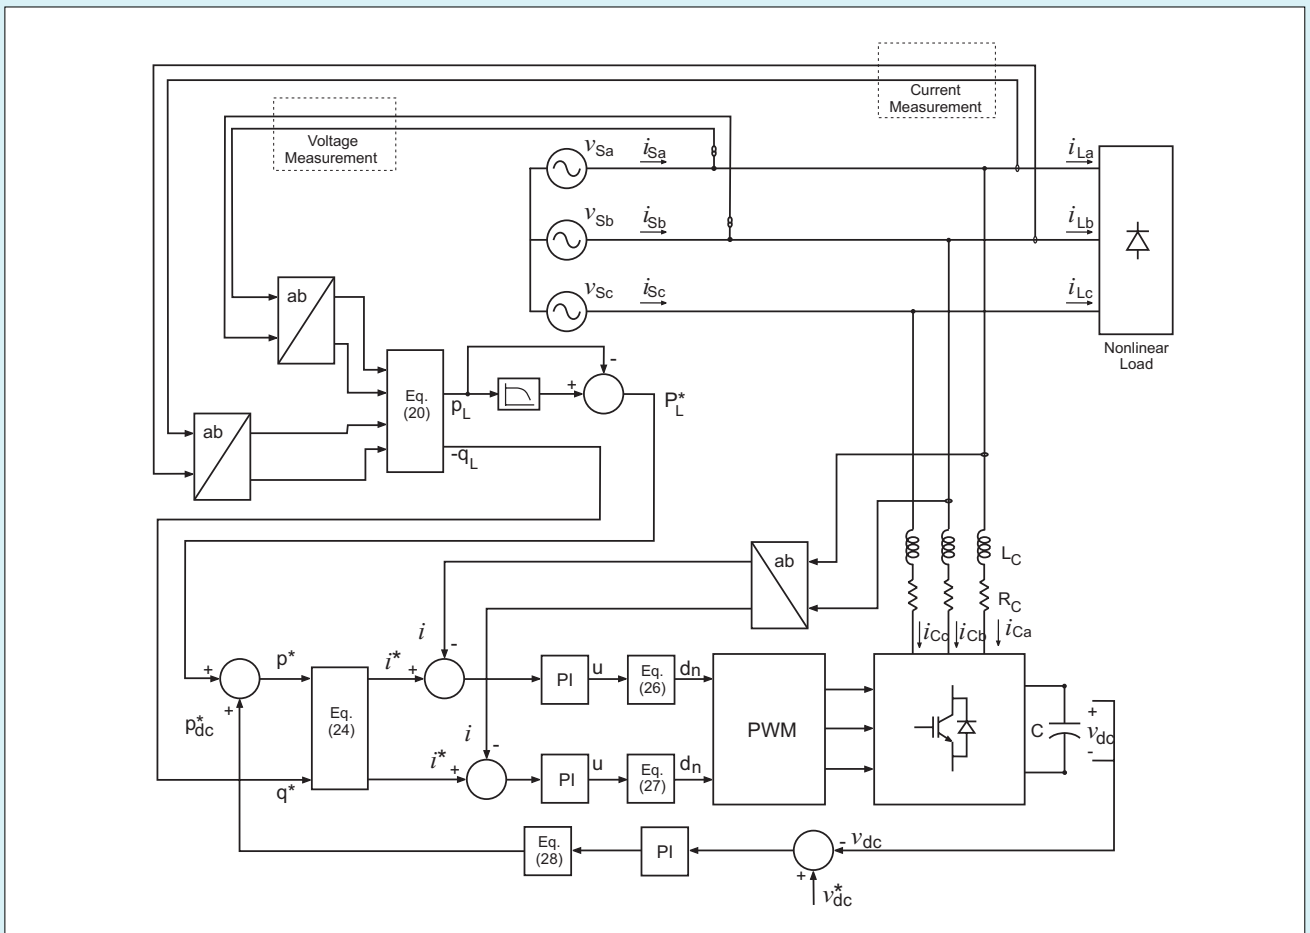 Current
Measurement
Voltage
Measurement
vSa
iSa
iLa
vSb
iSb
iLb
vSc
iSc
iLc
Nonlinear
Load
ab
Eq.
(20)
pL
-
+
P*L
-qL
ab
ab
LC
RC
iCc
iCb
iCa
i
-
i*
+
+
p*
p*dc
+
Eq.
(24)
q*
PI
u
Eq.
(26)
dn
PWM
C
+
vdc
-
i
-
i*
+
PI
u
Eq.
(27)
dn
Eq.
(28)
PI
- vdc
+
v*dc